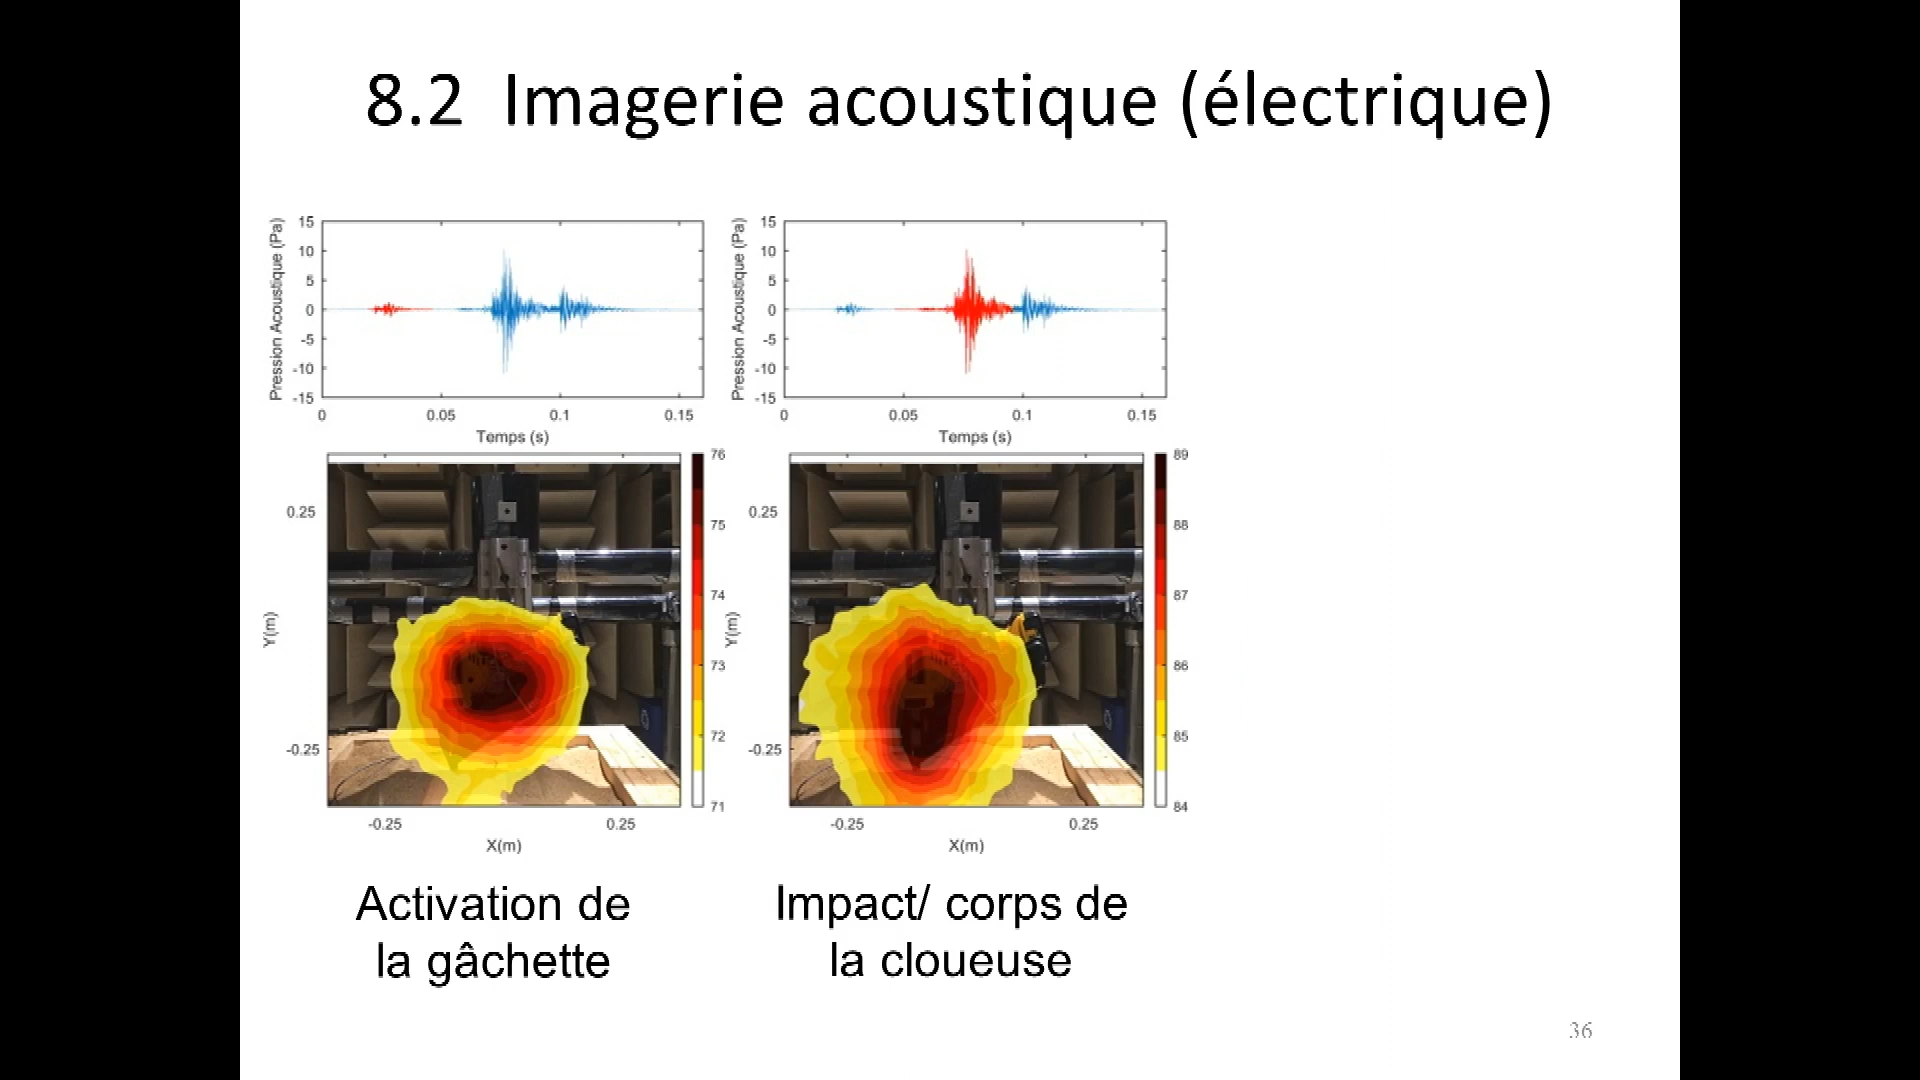 8.2 Imagerie acoustique (électrique)
Pression Acoustique (Pa)
15
10
5
0
-5
-10
-15
0 0.05 0.1 0.15
Temps (s)
Pression Acoustique (Pa)
15
10
5
0
-5
-10
-15
0 0.05 0.1 0.15
Temps (s)
Y(m)
0.25
-0.25
-0.25 0.25
X(m)
76
75
74
73
72
71
Y(m)
0.25
-0.25
-0.25 0.25
X(m)
89
88
87
86
85
84
Activation de
la gâchette
Impact/ corps de
la cloueuse
36